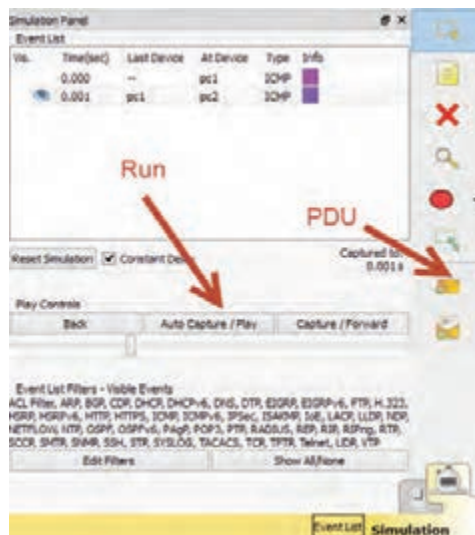 Simulation Panel
Event List
Vis. Time(sec) Last Device At Device Type Info
0.000 -- pc1 ICMP
0.001 pc1 pc2 ICMP
Run
PDU
Reset Simulation Constant Delay Captured to:
0.001 s
Play Controls
Back Auto Capture / Play Capture / Forward
Event List Filters - Visible Events
ACL Filter, ARP, BGP, CDP, DHCP, DHCPv6, DNS, DTP, EIGRP, EIGRPv6, FTP, H.323,
HSRP, HSRPv6, HTTP, HTTPS, ICMP, ICMPv6, IPSec, ISAKMP, IoE, LACP, LLDP, NDP,
NETFLOW, NTP, OSPF, OSPFv6, PAgP, POP3, PTP, RADIUS, REP, RIP, RIPng, RTP,
SCCP, SMTP, SNMP, SSH, STP, SYSLOG, TACACS, TCP, TFTP, Telnet, UDP, VTP
Edit Filters Show All/None
Event List Simulation